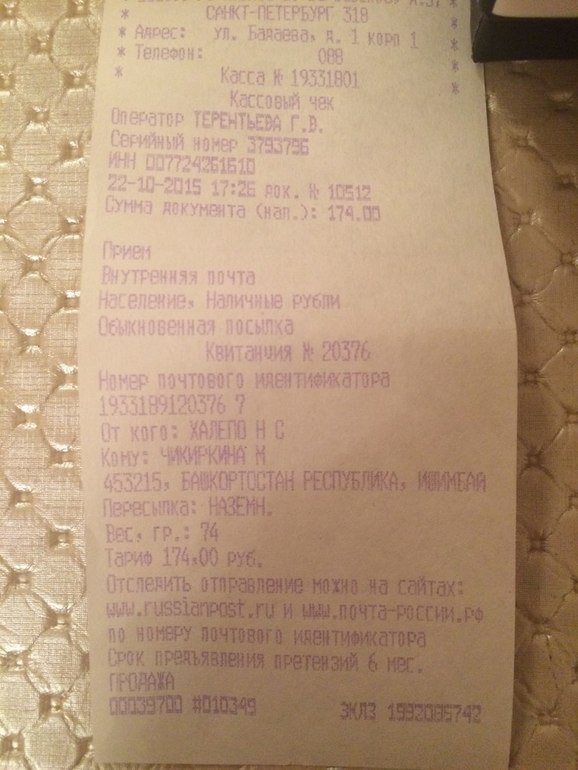 САНКТ-ПЕТЕРБУРГ 318
* Адрес: ул. Бадаева, д. 1 корп 1 *
* Телефон: 088 *
* Касса № 19331801 *
Кассовый чек
Оператор ТЕРЕНТЬЕВА Г.В.
Серийный номер 3793796
ИНН 007724261610
22-10-2015 17:26 док. № 10512
Сумма документа (нал.): 174.00
Прием
Внутренняя почта
Население, Наличные рубли
Обыкновенная посылка
Квитанция № 20376
Номер почтового идентификатора
1933189120376 7
От кого: ХАЛЕПО Н С
Кому: ЧИКИРКИНА М
453215, БАШКОРТОСТАН РЕСПУБЛИКА, ИШИМБАЙ
Пересылка: НАЗЕМН.
Вес, гр.: 74
Тариф 174,00 руб.
Отследить отправление можно на сайтах:
www.russianpost.ru и www.почта-россии.рф
по номеру почтового идентификатора
Срок предъявления претензий 6 мес.
ПРОДАЖА
00039700 #010349 ЭКЛЗ 1992085742